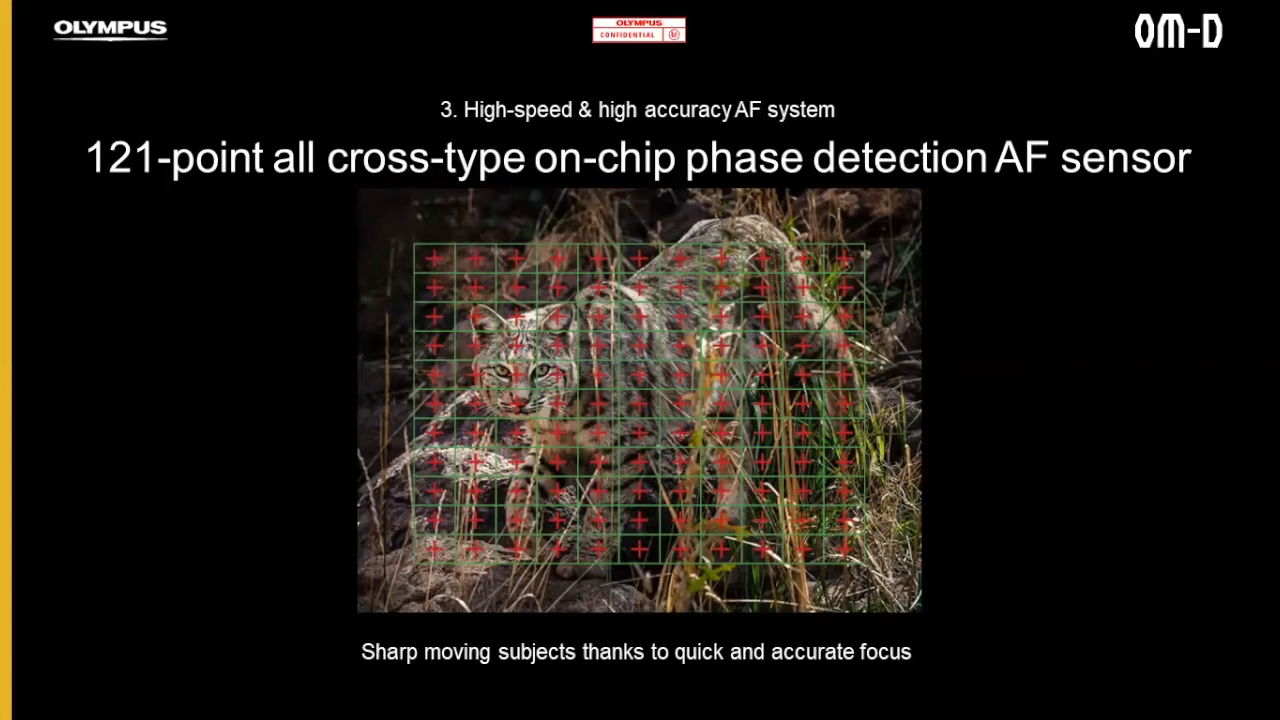 OLYMPUS
OLYMPUS
CONFIDENTIAL
OM-D
3. High-speed & high accuracy AF system
121-point all cross-type on-chip phase detection AF sensor
Sharp moving subjects thanks to quick and accurate focus